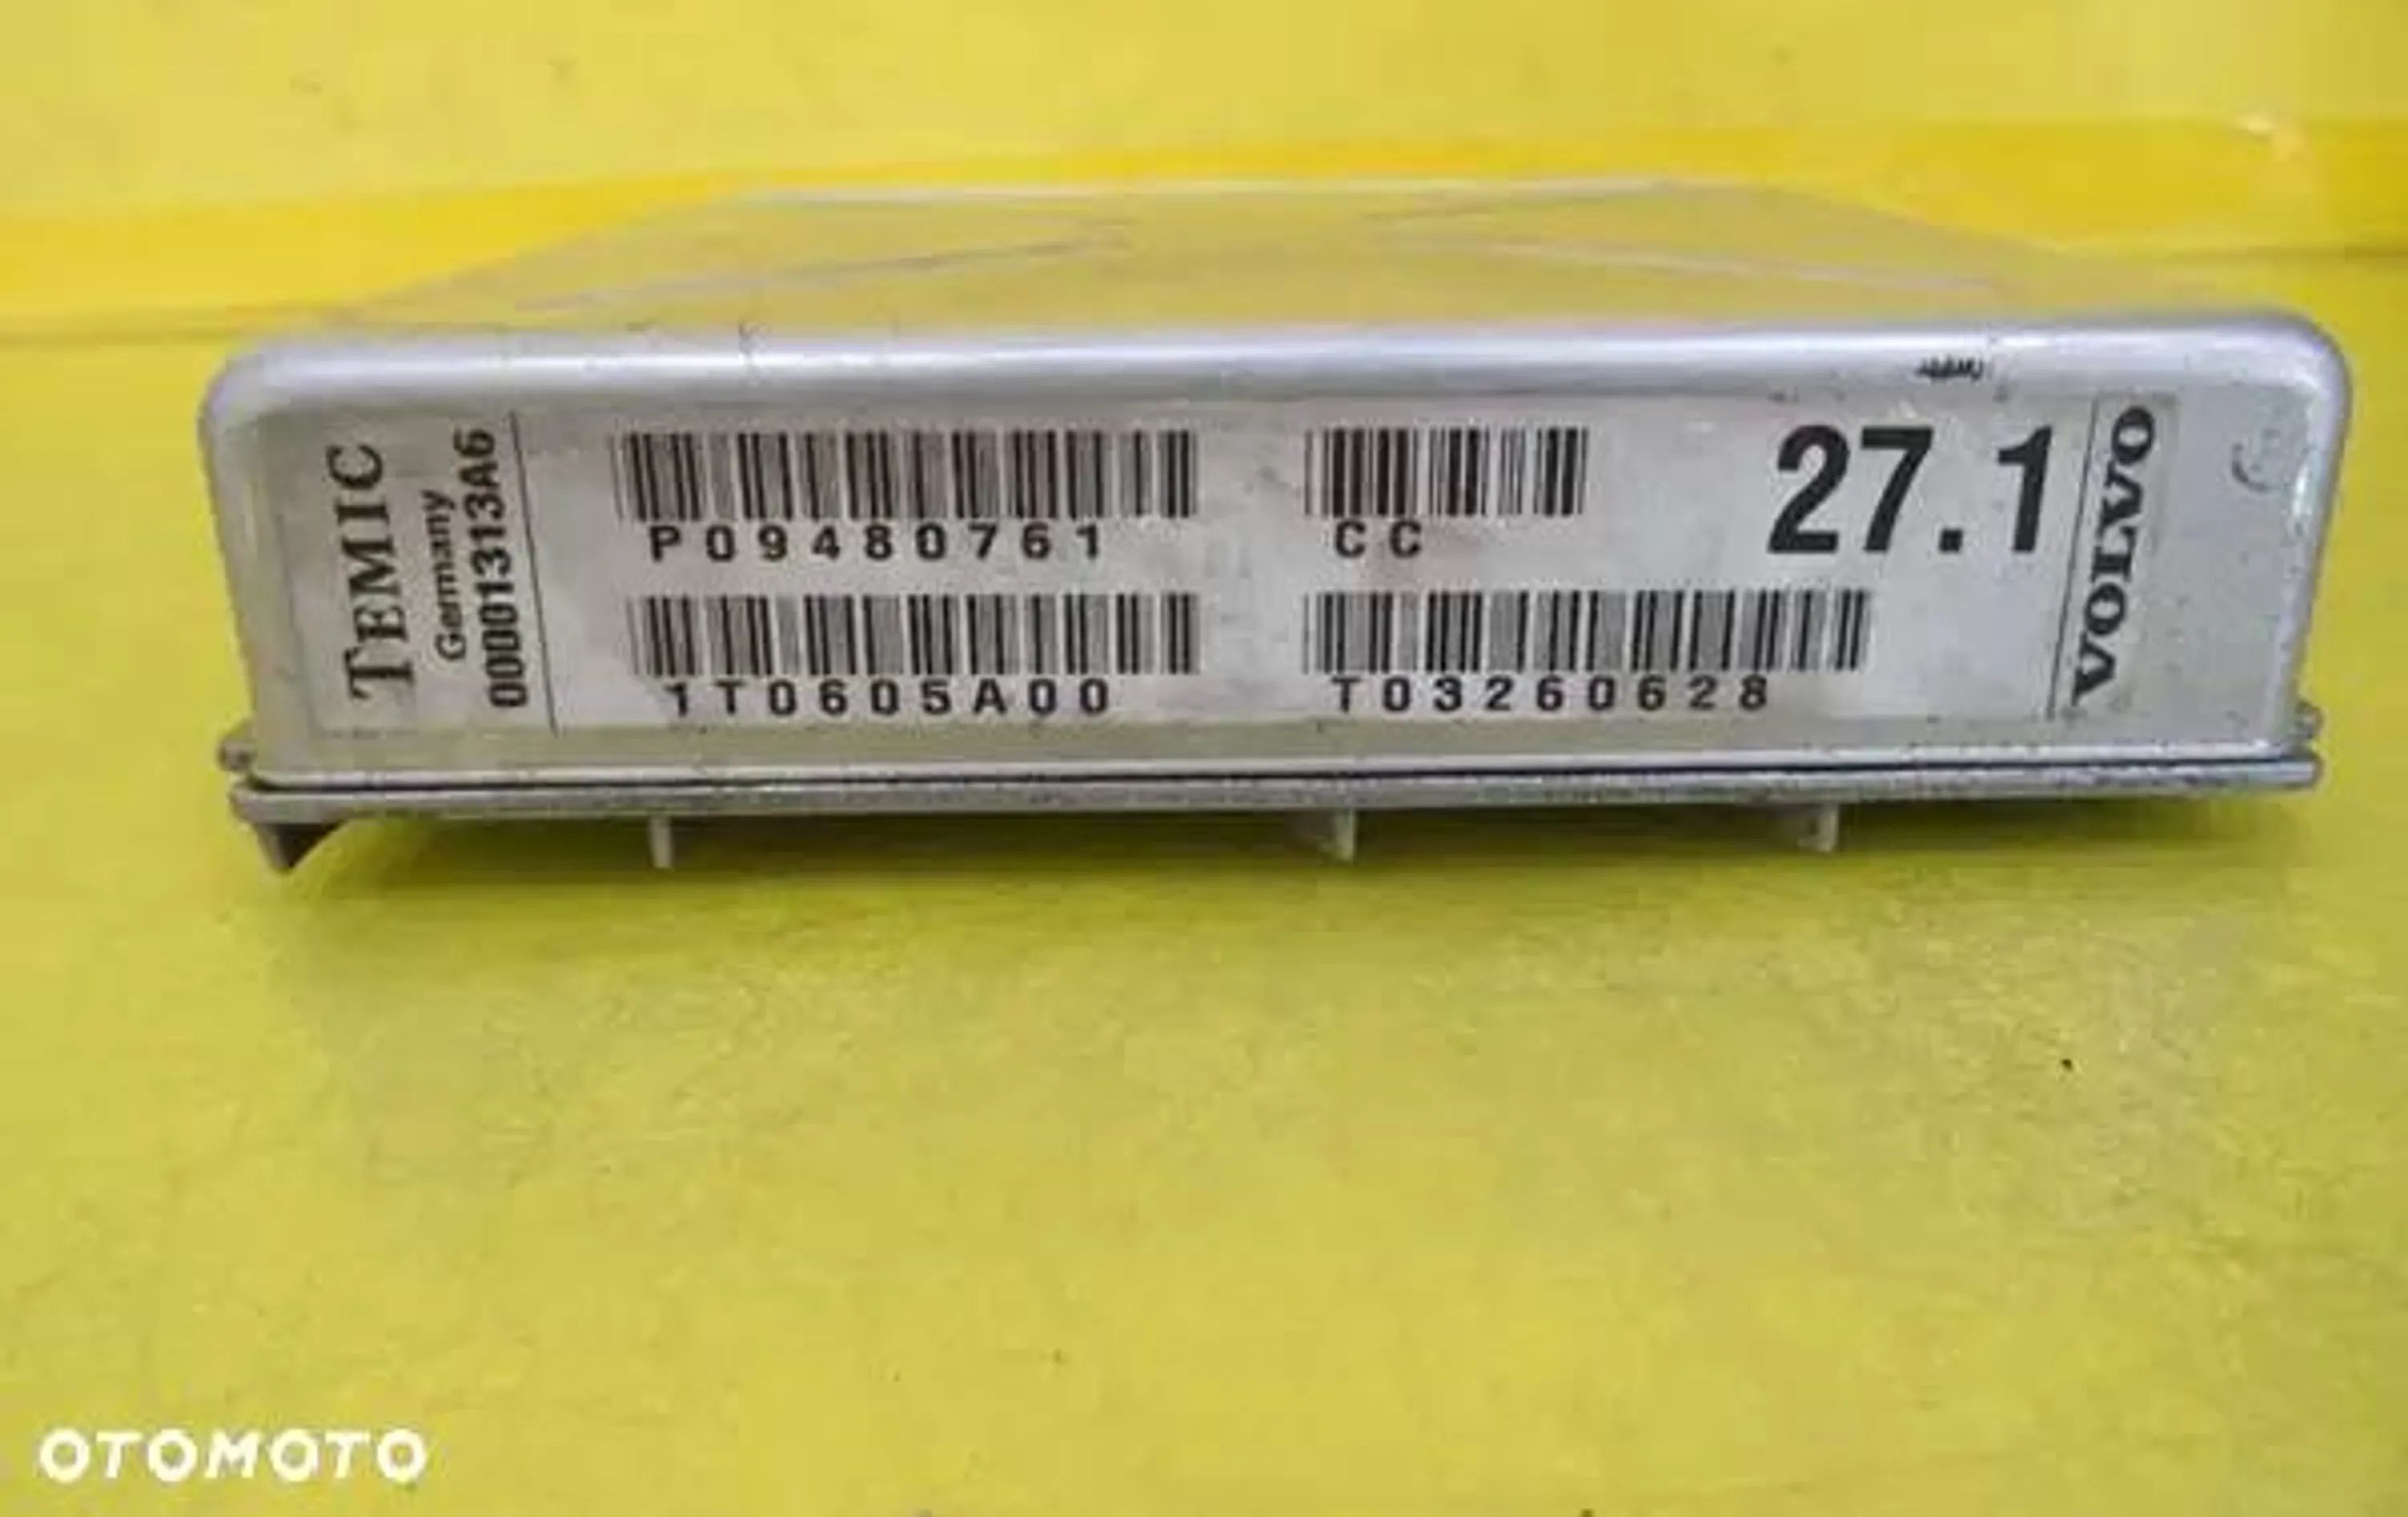 TEMIC
Germany
00001313A6
P09480761
CC
27.1
1T0605A00
T03260628
VOLVO
OTOMOTO